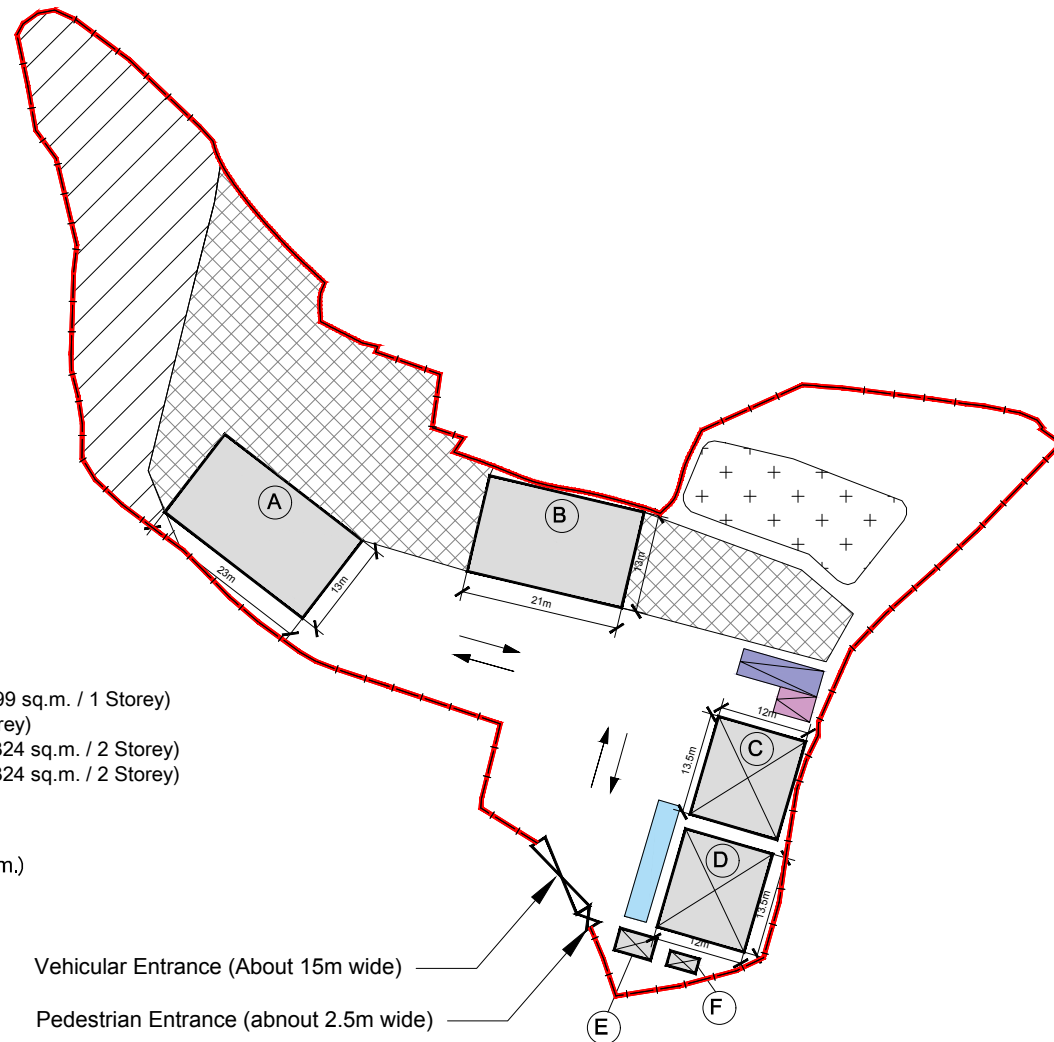 A
B
23m
13m
21m
13m
99 sq.m. / 1 Storey)
rey)
324 sq.m. / 2 Storey)
324 sq.m. / 2 Storey)
m.)
12m
C
13.5m
D
13.5m
12m
Vehicular Entrance (About 15m wide)
Pedestrian Entrance (abnout 2.5m wide)
E
F